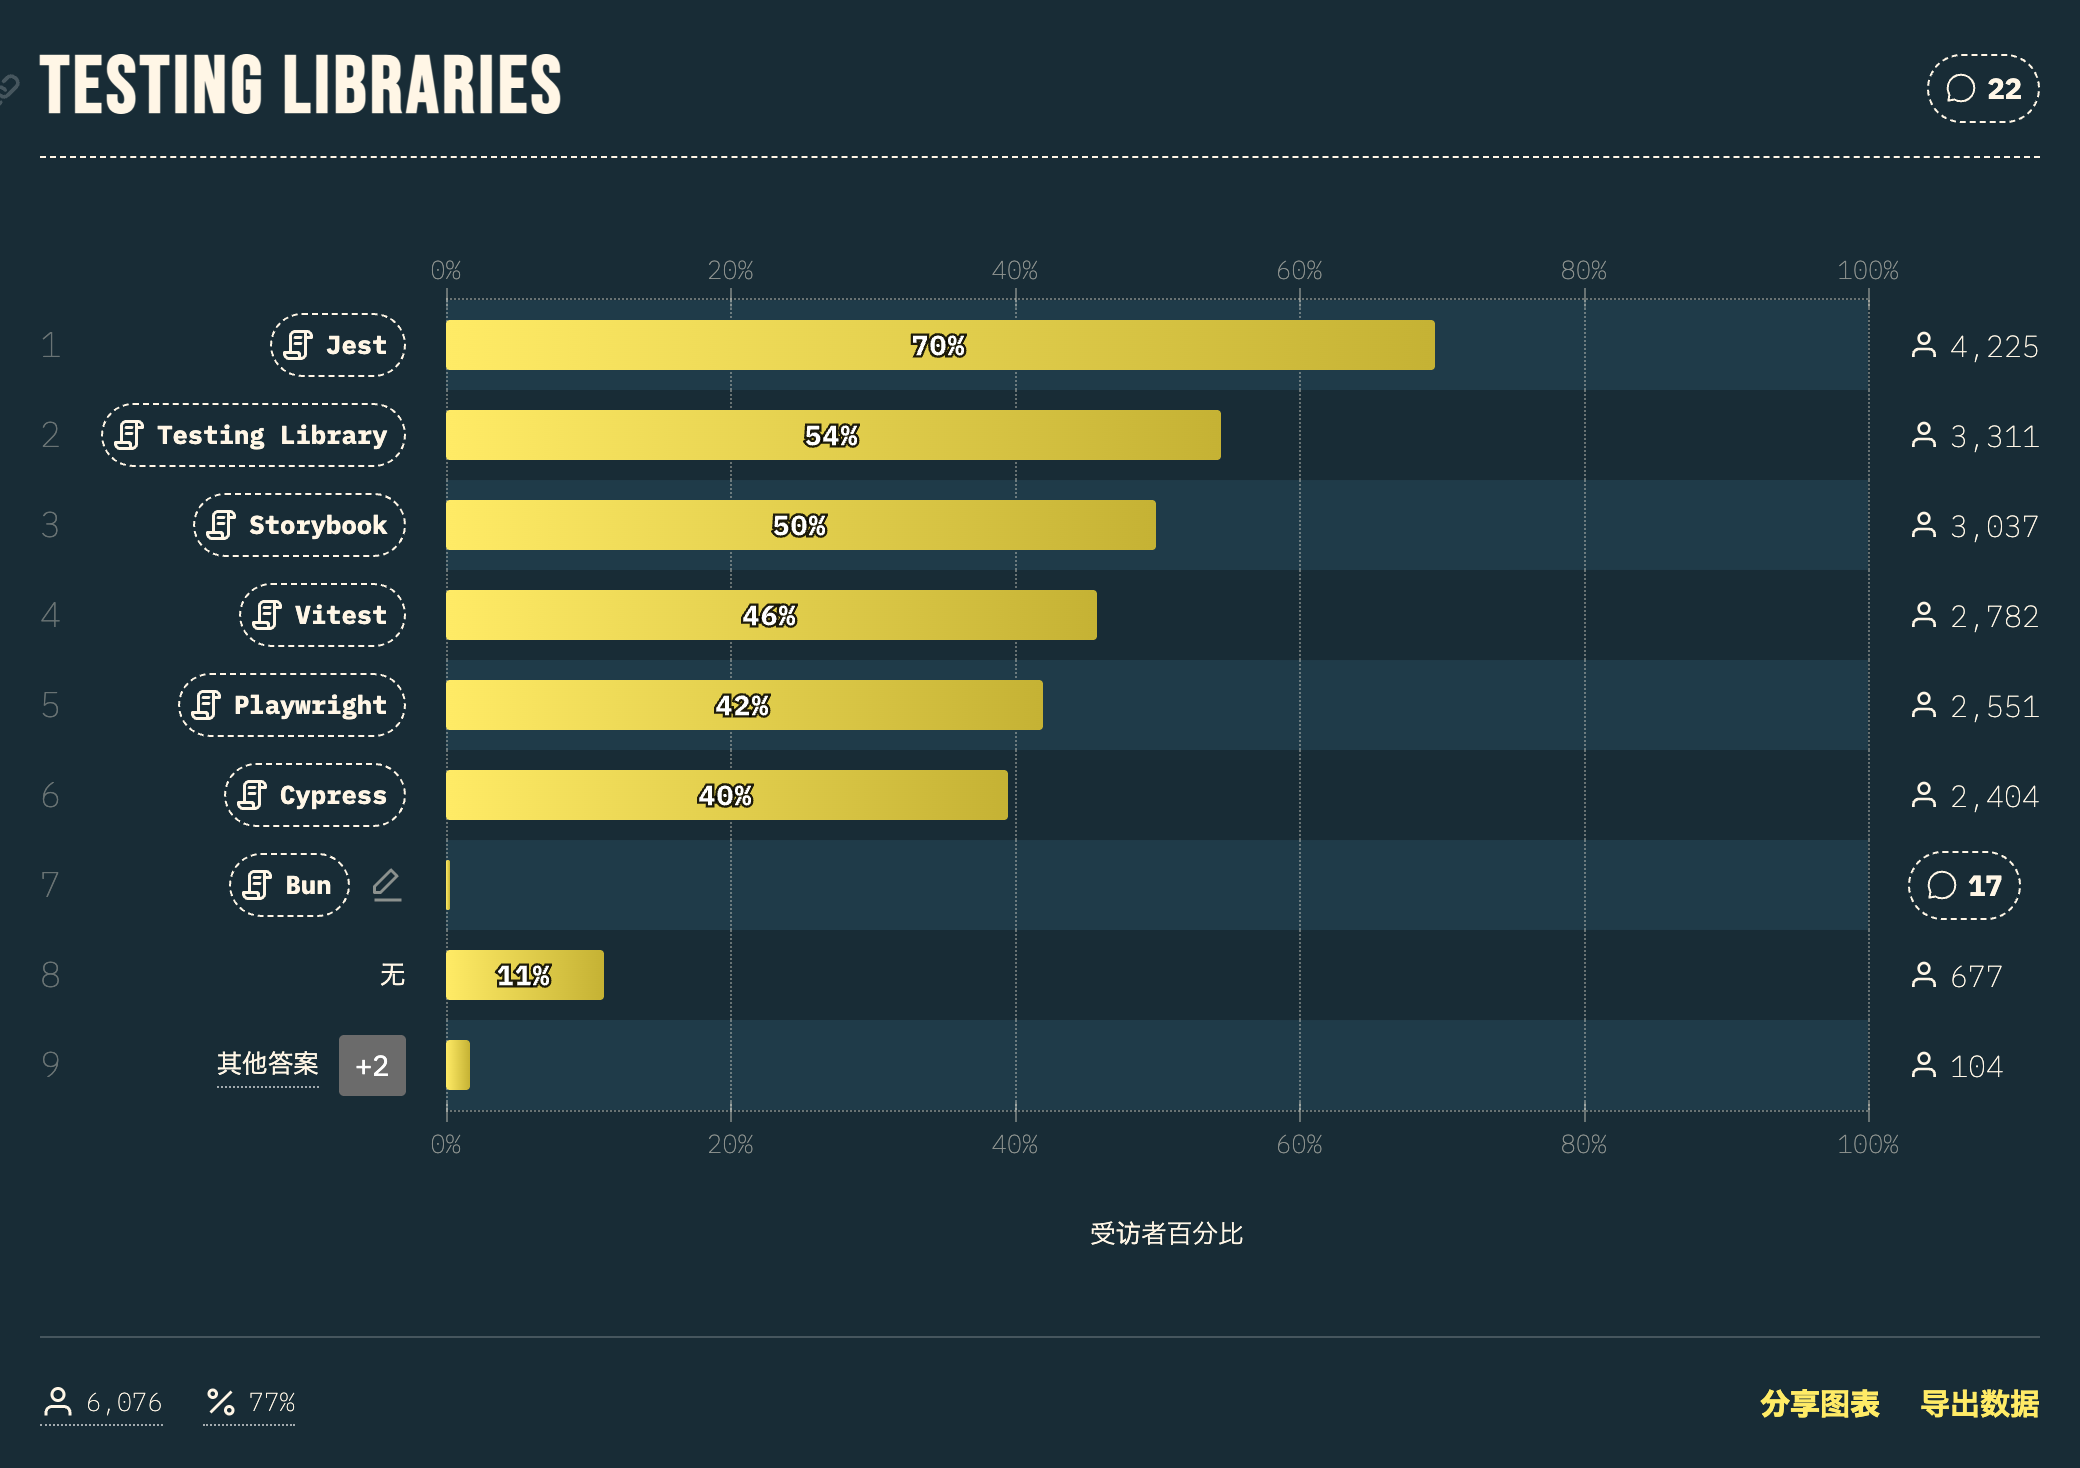 TESTING LIBRARIES
22
0% 20% 40% 60% 80% 100%
1 Jest 70% 4,225
2 Testing Library 54% 3,311
3 Storybook 50% 3,037
4 Vitest 46% 2,782
5 Playwright 42% 2,551
6 Cypress 40% 2,404
7 Bun 17
8 无 11% 677
9 其他答案 +2 104
0% 20% 40% 60% 80% 100%
受访者百分比
6,076 77% 分享图表 导出数据